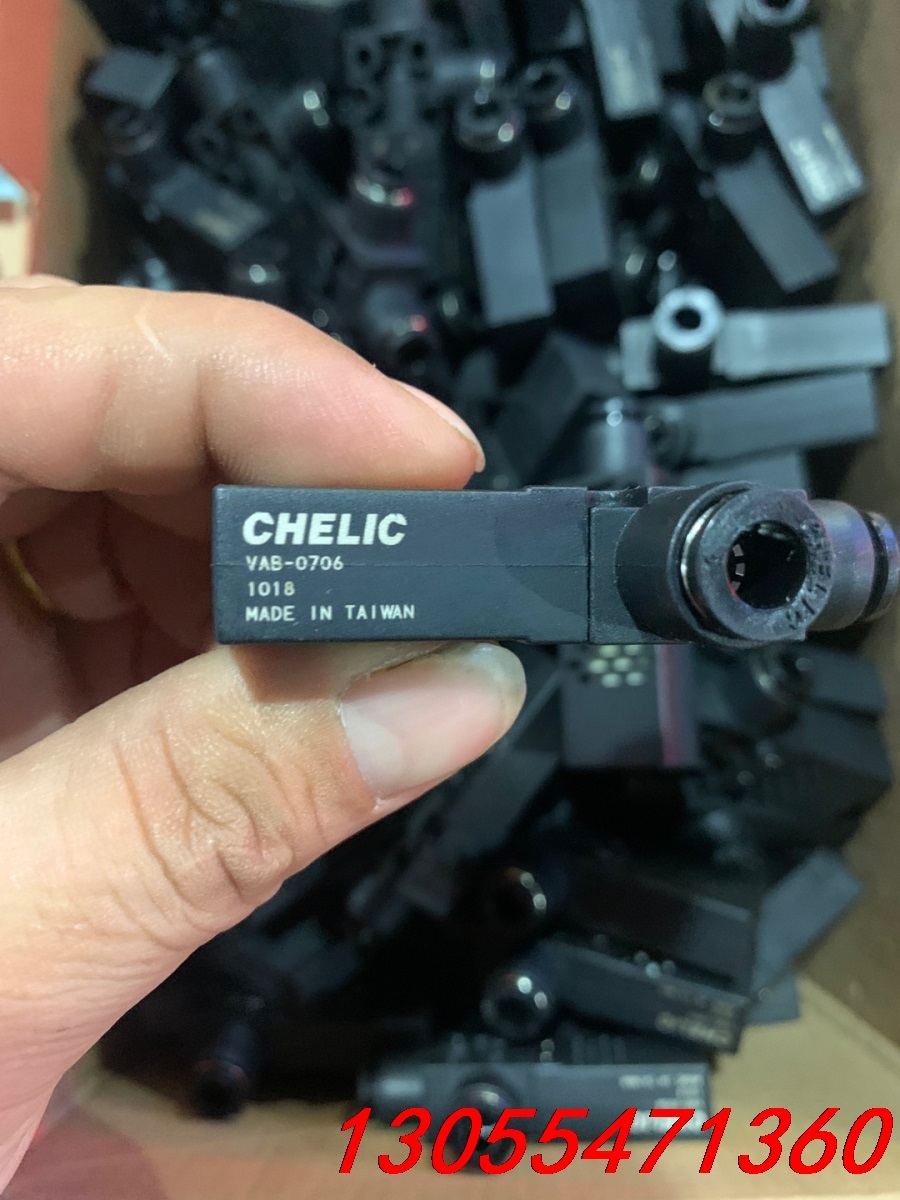 CHELIC
VAB-0706
1018
MADE IN TAIWAN
13055471360